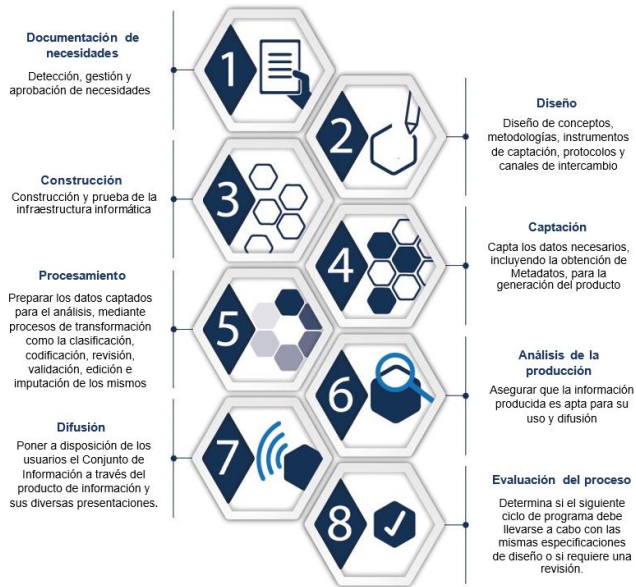 1
Documentación de
necesidades
Detección, gestión y
aprobación de necesidades
2
Diseño
Diseño de conceptos,
metodologías, instrumentos
de captación, protocolos y
canales de intercambio
3
Construcción
Construcción y prueba de la
infraestructura informática
4
Captación
Capta los datos necesarios,
incluyendo la obtención de
Metadatos, para la
generación del producto
5
Procesamiento
Preparar los datos captados
para el análisis, mediante
procesos de transformación
como la clasificación,
codificación, revisión,
validación, edición e
imputación de los mismos
6
Análisis de la
producción
Asegurar que la información
producida es apta para su
uso y difusión
7
Difusión
Poner a disposición de los
usuarios el Conjunto de
Información a través del
producto de información y
sus diversas presentaciones.
8
Evaluación del proceso
Determina si el siguiente
ciclo de programa debe
llevarse a cabo con las
mismas especificaciones
de diseño o si requiere una
revisión.